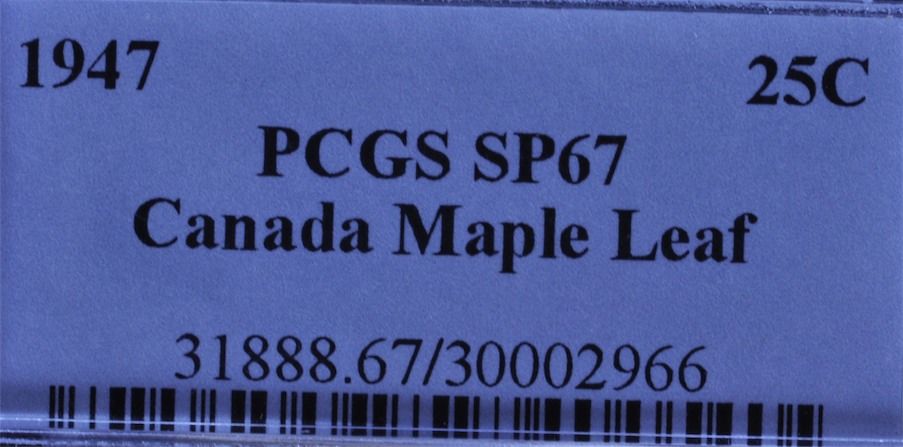 1947 25C
PCGS SP67
Canada Maple Leaf
31888.67/30002966